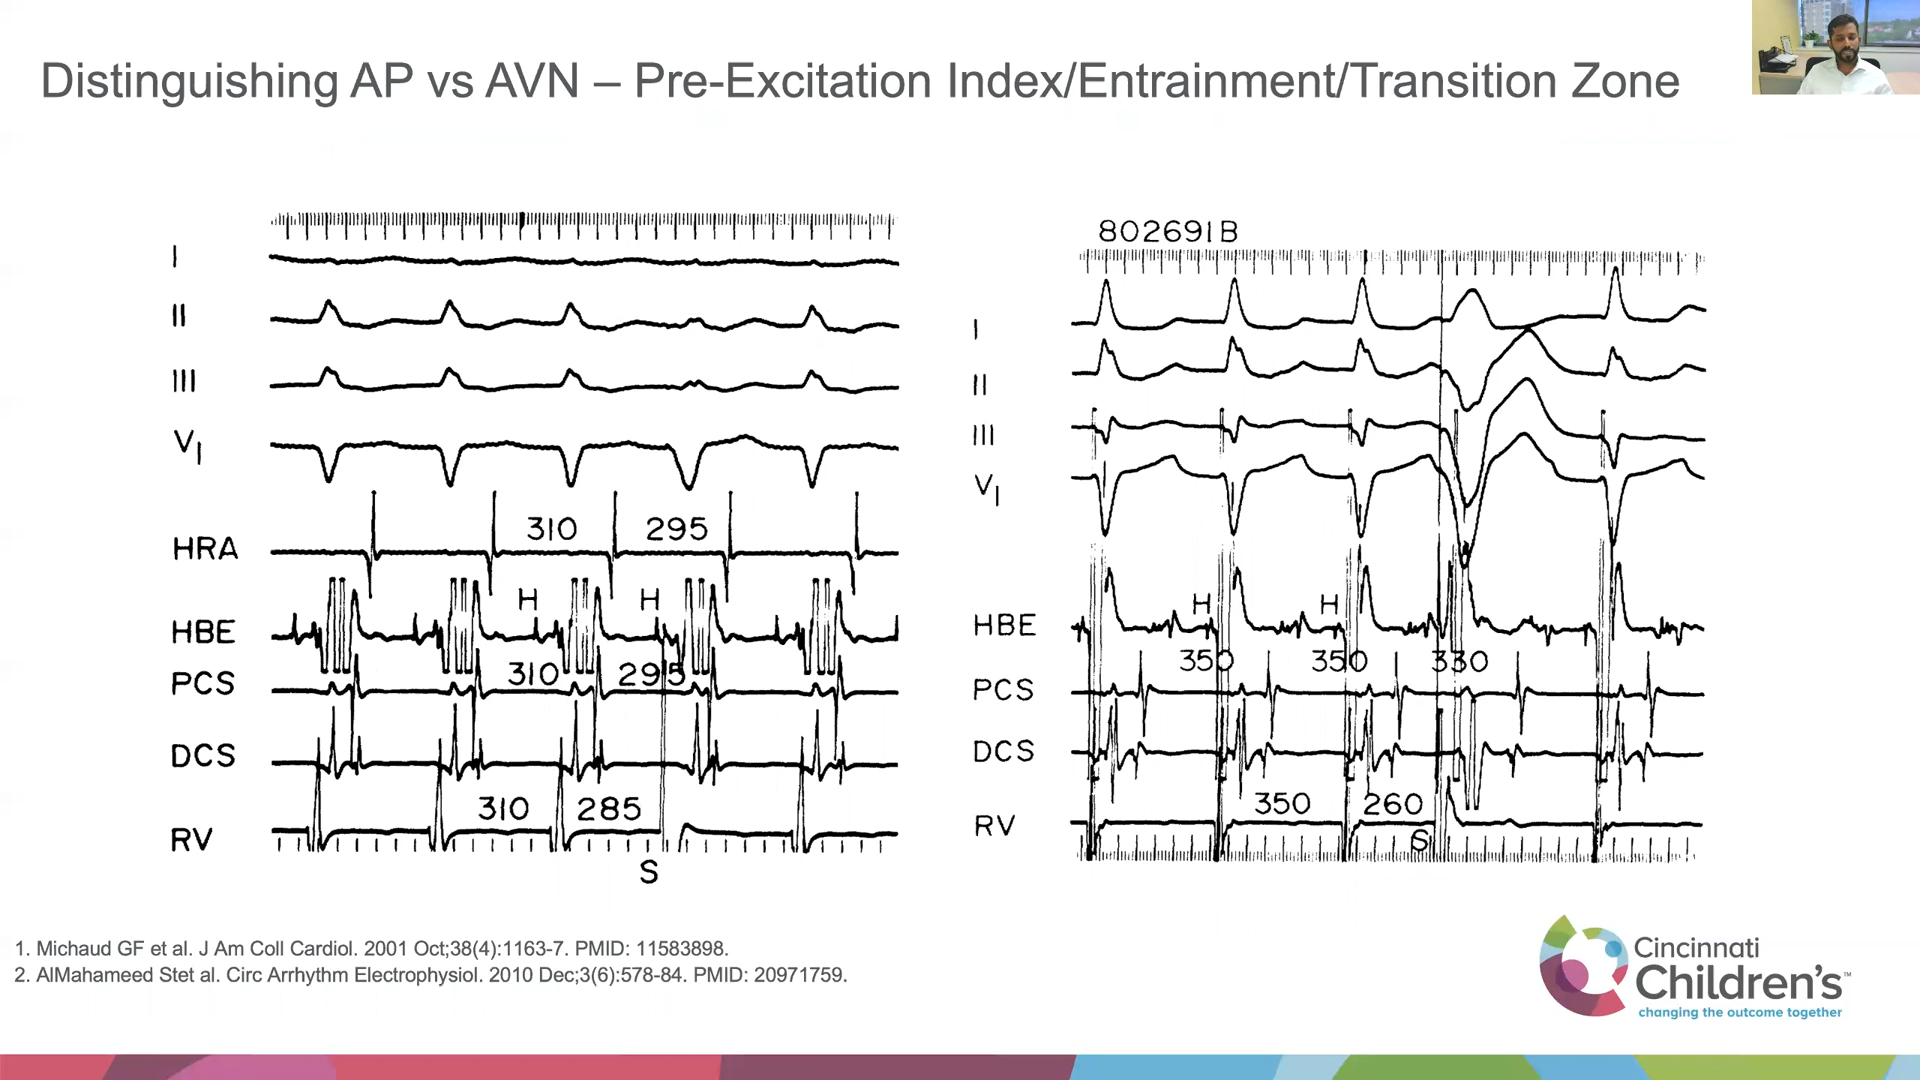 Distinguishing AP vs AVN – Pre-Excitation Index/Entrainment/Transition Zone
I
II
III
V1
HRA
310
295
H
H
HBE
310
295
PCS
DCS
310
285
RV
S
802691B
I
II
III
V1
H
H
HBE
350
350
330
PCS
DCS
350
260
RV
S
1. Michaud GF et al. J Am Coll Cardiol. 2001 Oct;38(4):1163-7. PMID: 11583898.
2. AlMahameed Stet al. Circ Arrhythm Electrophysiol. 2010 Dec;3(6):578-84. PMID: 20971759.
Cincinnati
Children's™
changing the outcome together